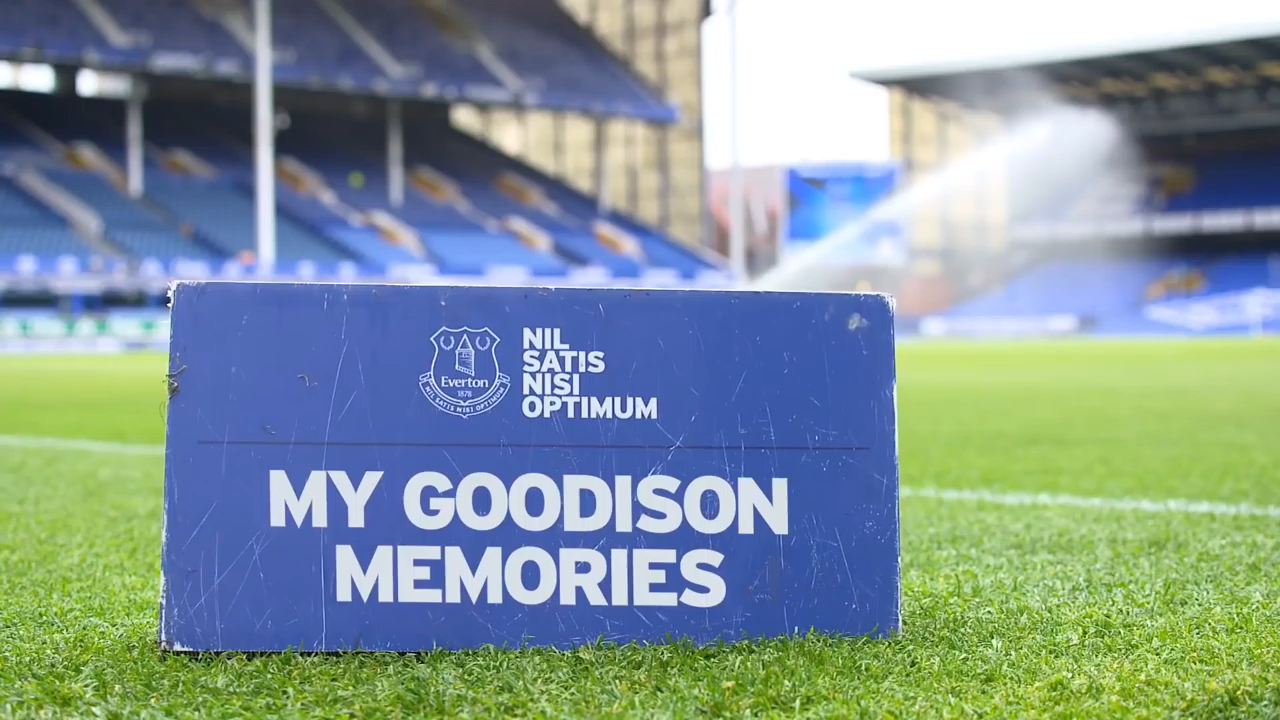 Everton
1878
NIL SATIS NISI OPTIMUM
NIL
SATIS
NISI
OPTIMUM
MY GOODISON
MEMORIES